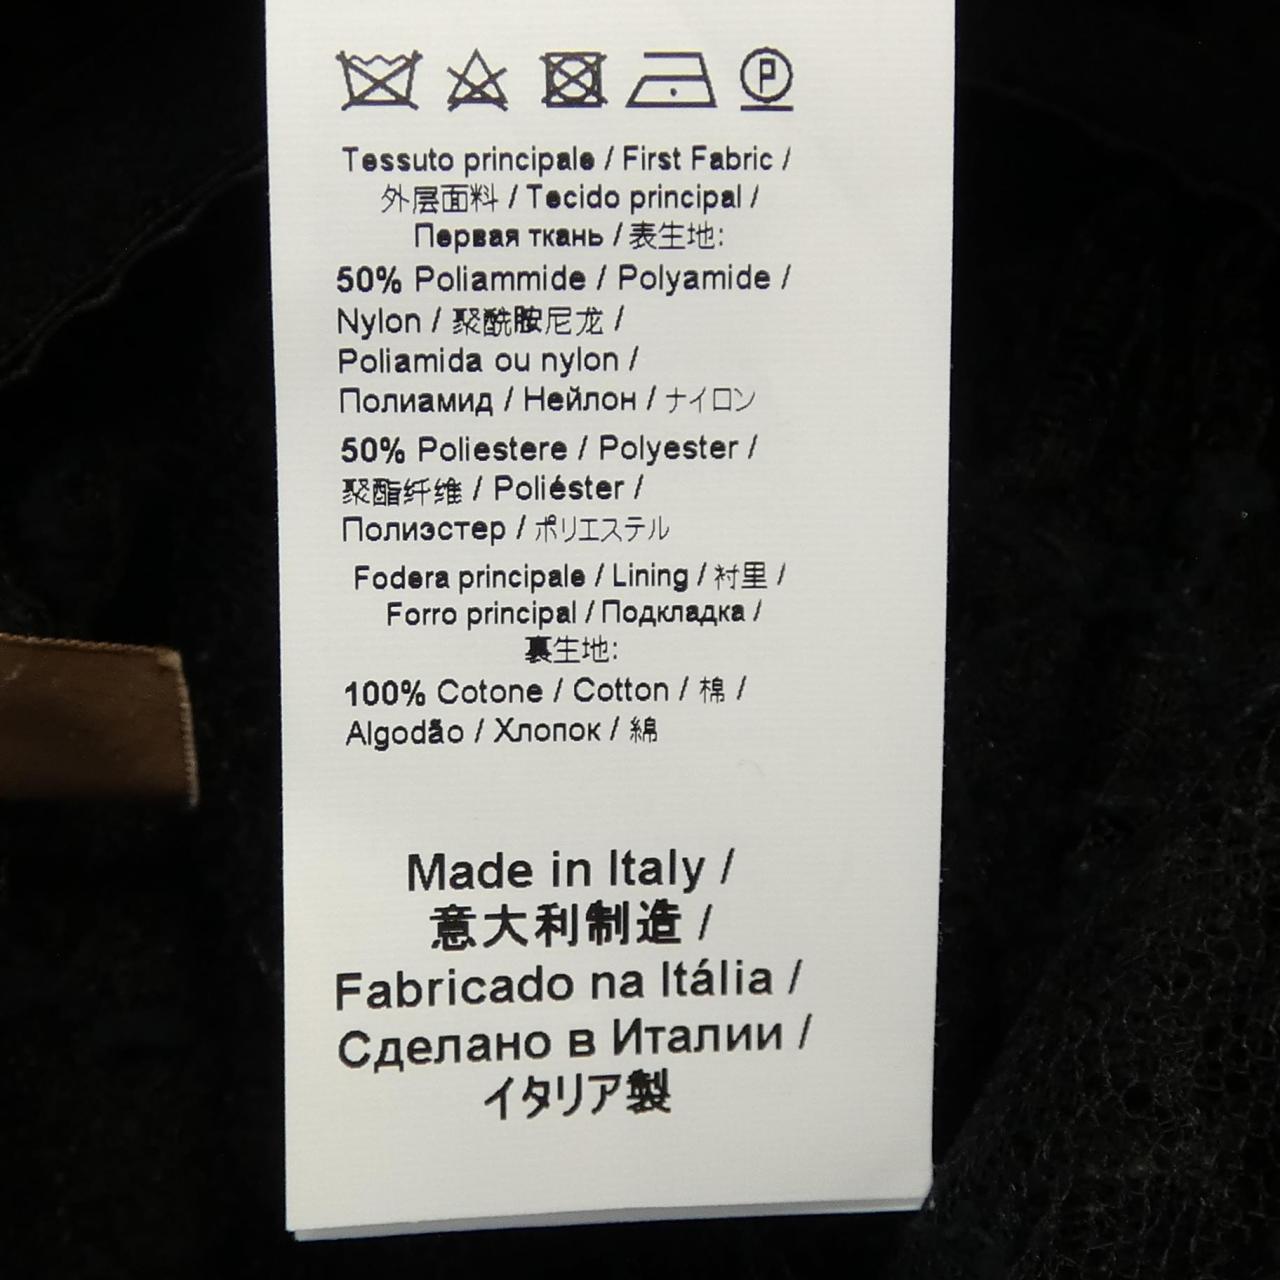 P
Tessuto principale / First Fabric /
外层面料 / Tecido principal /
Первая ткань / 表生地:
50% Poliammide / Polyamide /
Nylon / 聚酰胺尼龙 /
Poliamida ou nylon /
Полиамид / Нейлон / ナイロン
50% Poliestere / Polyester /
聚酯纤维 / Poliéster /
Полиэстер / ポリエステル
Fodera principale / Lining / 衬里 /
Forro principal / Подкладка /
裏生地:
100% Cotone / Cotton / 棉 /
Algodão / Хлопок / 綿
Made in Italy /
意大利制造 /
Fabricado na Itália /
Сделано в Италии /
イタリア製